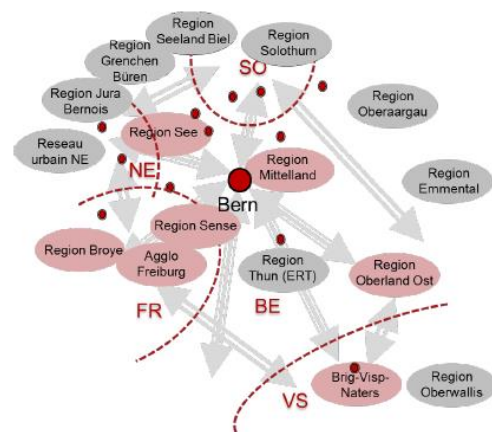 Region
Seeland Biel
Region
Solothurn
Region
Grenchen
Büren
SO
Region Jura
Bernois
Region
Oberaargau
Region See
Reseau
urbain NE
NE
Region
Mittelland
Region
Emmental
Bern
Region Sense
Region Broye
Agglo
Freiburg
Region
Thun (ERT)
Region
Oberland Ost
FR
BE
VS
Brig-Visp-
Naters
Region
Oberwallis